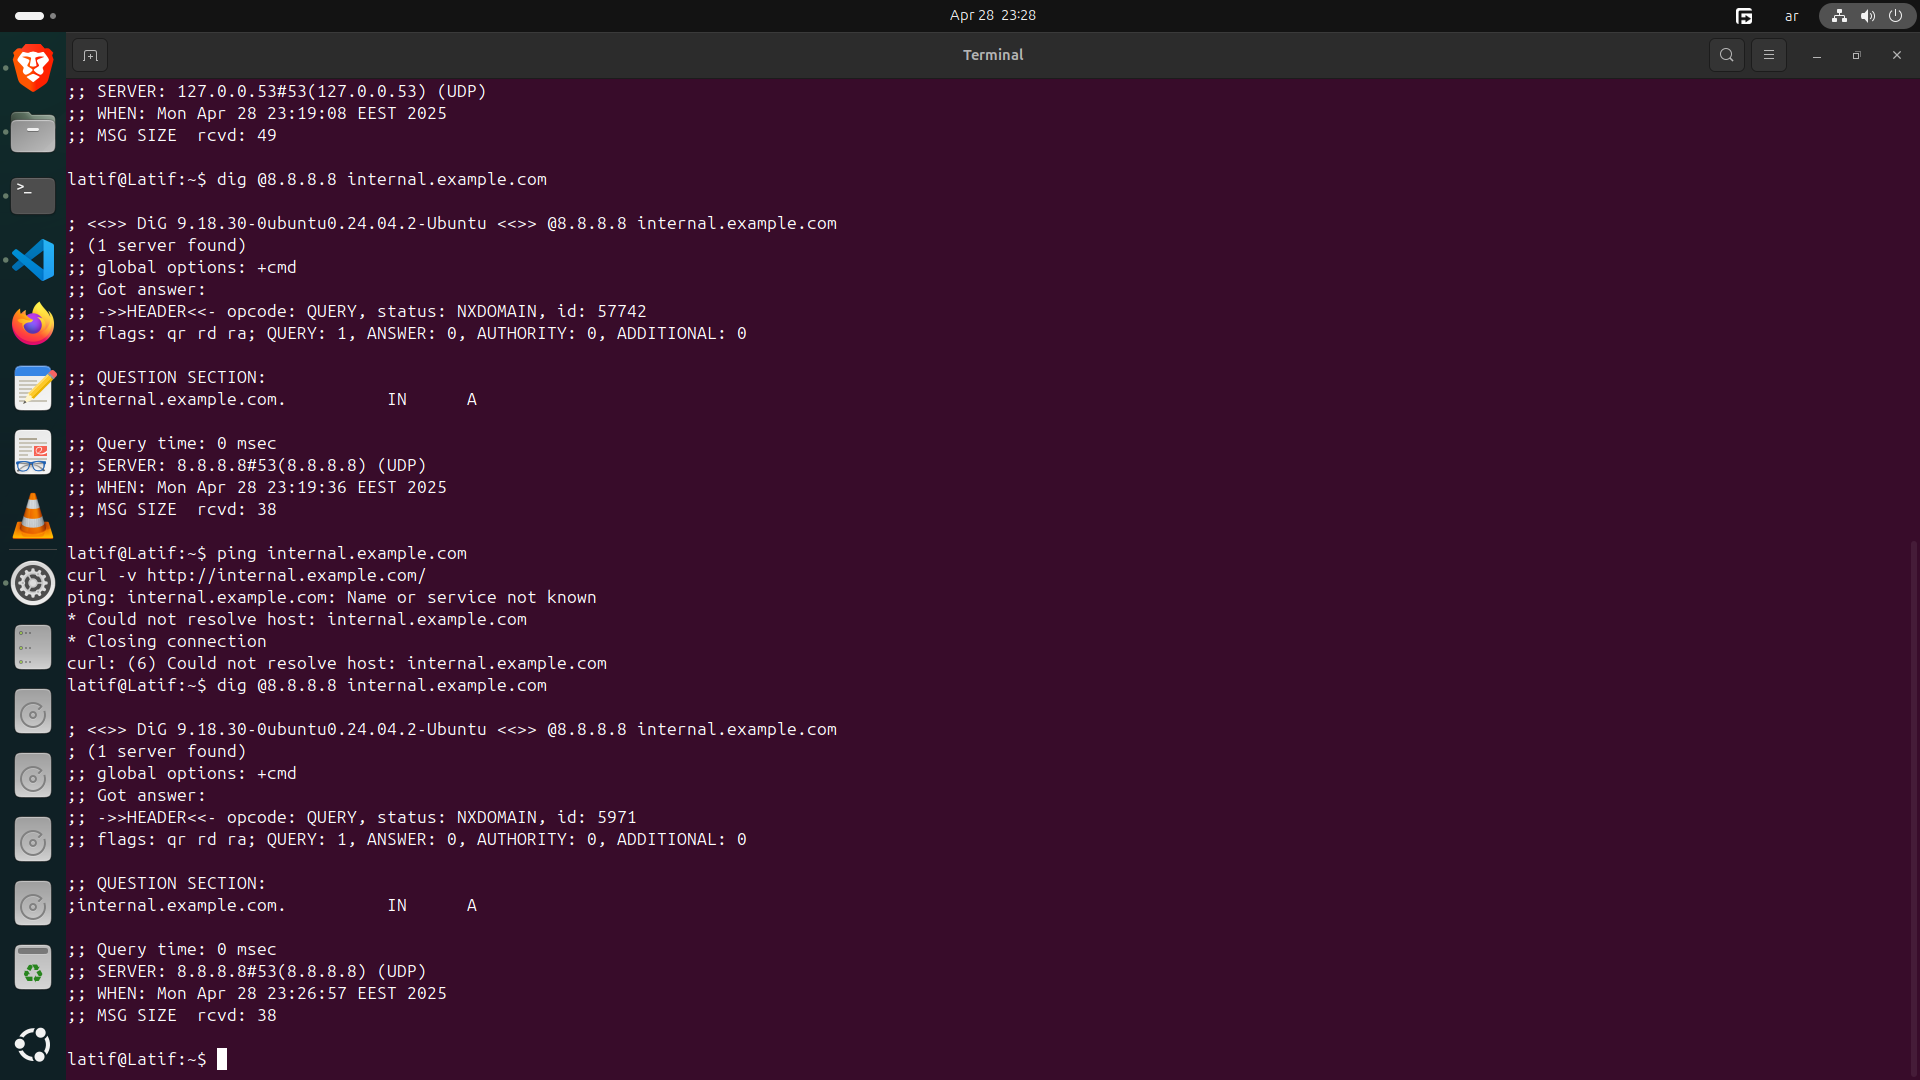 Apr 28 23:28
ar
Terminal
;; SERVER: 127.0.0.53#53(127.0.0.53) (UDP)
;; WHEN: Mon Apr 28 23:19:08 EEST 2025
;; MSG SIZE  rcvd: 49
latif@Latif:~$ dig @8.8.8.8 internal.example.com
; <<>> DiG 9.18.30-0ubuntu0.24.04.2-Ubuntu <<>> @8.8.8.8 internal.example.com
; (1 server found)
;; global options: +cmd
;; Got answer:
;; ->>HEADER<<- opcode: QUERY, status: NXDOMAIN, id: 57742
;; flags: qr rd ra; QUERY: 1, ANSWER: 0, AUTHORITY: 0, ADDITIONAL: 0
;; QUESTION SECTION:
;internal.example.com.		IN	A
;; Query time: 0 msec
;; SERVER: 8.8.8.8#53(8.8.8.8) (UDP)
;; WHEN: Mon Apr 28 23:19:36 EEST 2025
;; MSG SIZE  rcvd: 38
latif@Latif:~$ ping internal.example.com
curl -v http://internal.example.com/
ping: internal.example.com: Name or service not known
* Could not resolve host: internal.example.com
* Closing connection
curl: (6) Could not resolve host: internal.example.com
latif@Latif:~$ dig @8.8.8.8 internal.example.com
; <<>> DiG 9.18.30-0ubuntu0.24.04.2-Ubuntu <<>> @8.8.8.8 internal.example.com
; (1 server found)
;; global options: +cmd
;; Got answer:
;; ->>HEADER<<- opcode: QUERY, status: NXDOMAIN, id: 5971
;; flags: qr rd ra; QUERY: 1, ANSWER: 0, AUTHORITY: 0, ADDITIONAL: 0
;; QUESTION SECTION:
;internal.example.com.		IN	A
;; Query time: 0 msec
;; SERVER: 8.8.8.8#53(8.8.8.8) (UDP)
;; WHEN: Mon Apr 28 23:26:57 EEST 2025
;; MSG SIZE  rcvd: 38
latif@Latif:~$